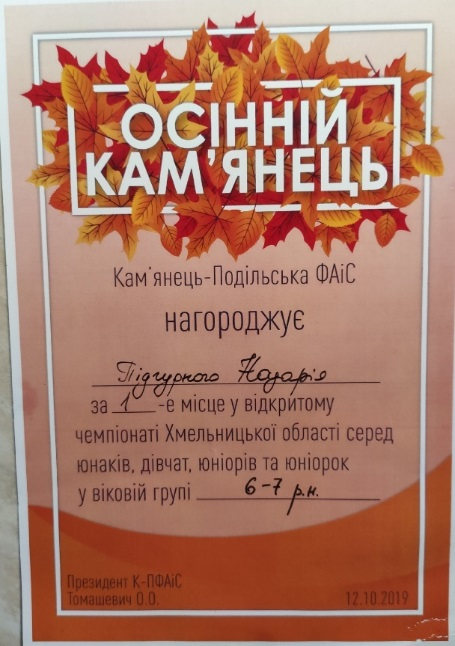 ОСІННІЙ
КАМ'ЯНЕЦЬ
Кам'янець-Подільська ФАіС
нагороджує
Підгурного Назарія
за 1 -е місце у відкритому
чемпіонаті Хмельницької області серед
юнаків, дівчат, юніорів та юніорок
у віковій групі 6-7 р.н.
Президент К-ПФАіС
Томашевич О.О.
12.10.2019